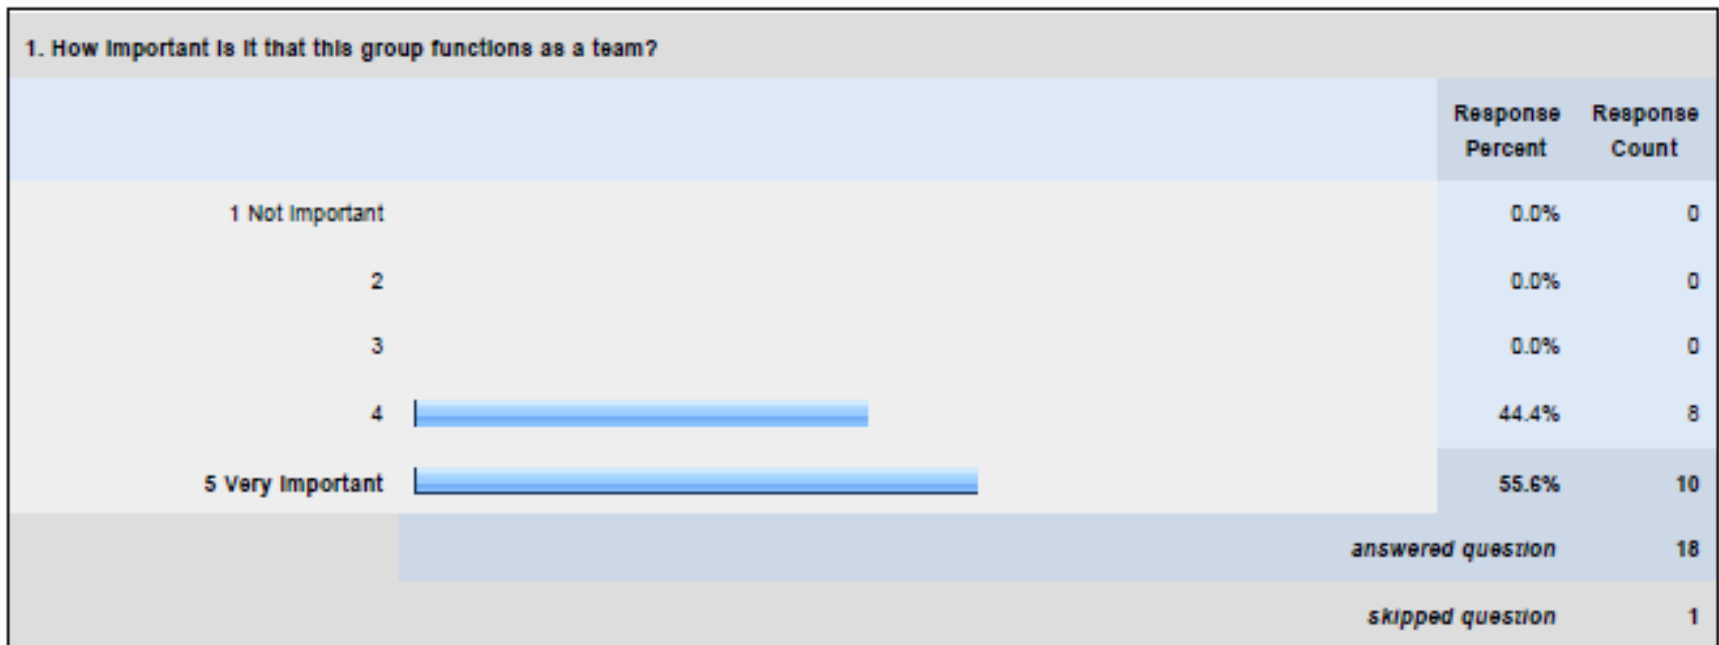 1. How important is it that this group functions as a team?
Response Percent Response Count
1 Not Important 0.0% 0
2 0.0% 0
3 0.0% 0
4 44.4% 8
5 Very Important 55.6% 10
answered question 18
skipped question 1